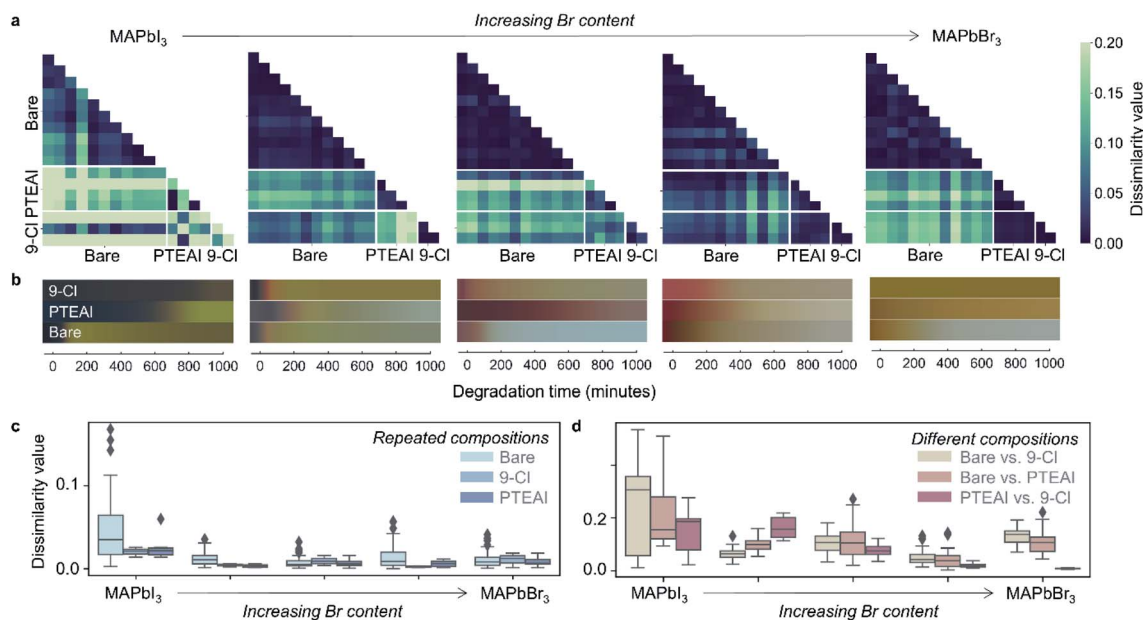 a
Increasing Br content
MAPbI3
MAPbBr3
Bare
PTEAI
9-Cl
Bare PTEAI 9-Cl
Bare PTEAI 9-Cl
Bare PTEAI 9-Cl
Bare PTEAI 9-Cl
Bare PTEAI 9-Cl
0.20
0.15
0.10
0.05
0.00
Dissimilarity value
b
9-Cl
PTEAI
Bare
0 200 400 600 800 1000
0 200 400 600 800 1000
0 200 400 600 800 1000
0 200 400 600 800 1000
0 200 400 600 800 1000
Degradation time (minutes)
c
Repeated compositions
Bare
9-Cl
PTEAI
Dissimilarity value
0.1
0.0
MAPbI3
MAPbBr3
Increasing Br content
d
Different compositions
Bare vs. 9-Cl
Bare vs. PTEAI
PTEAI vs. 9-Cl
0.2
0.0
MAPbI3
MAPbBr3
Increasing Br content